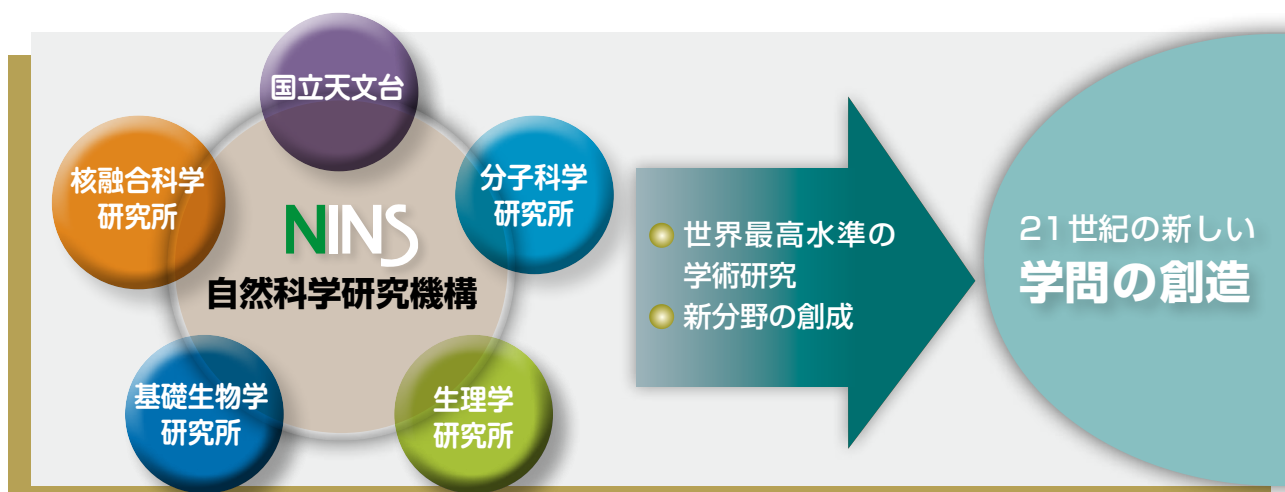 国立天文台
核融合科学
研究所
分子科学
研究所
NINS
自然科学研究機構
基礎生物学
研究所
生理学
研究所
世界最高水準の
学術研究
新分野の創成
21世紀の新しい
学問の創造